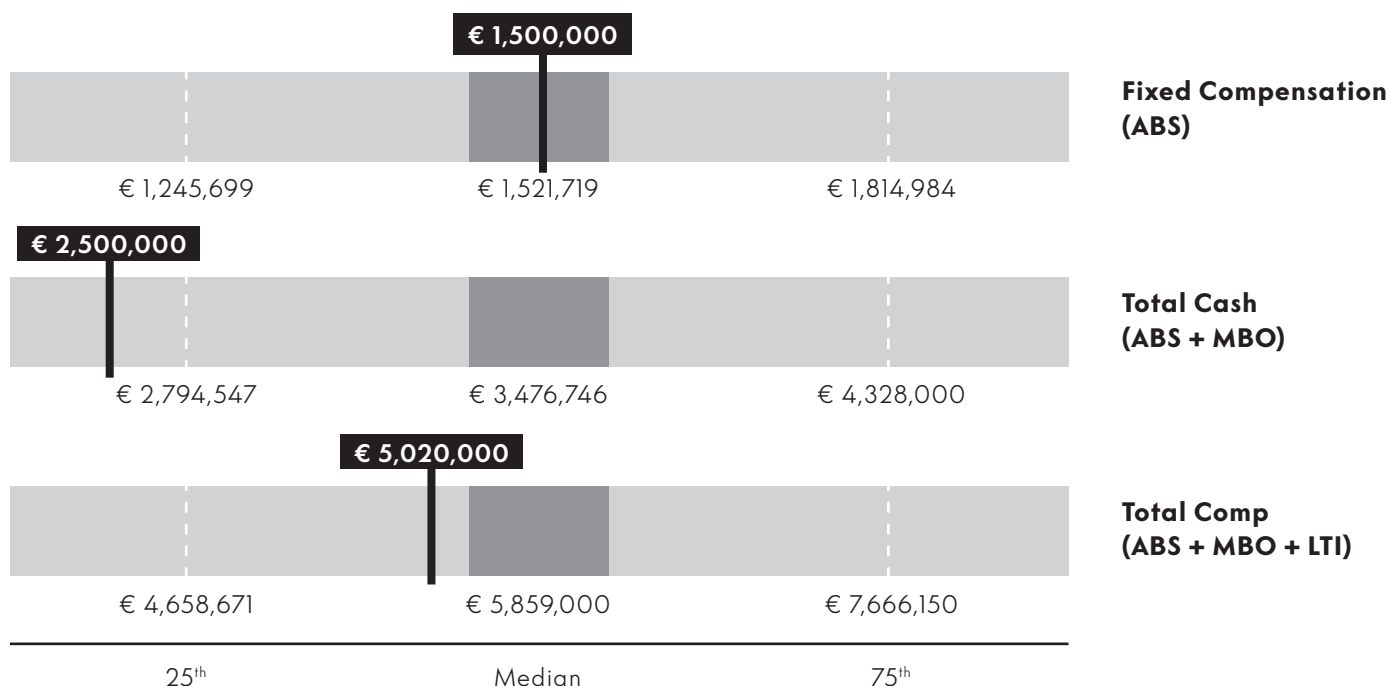 € 1,500,000
Fixed Compensation
(ABS)
€ 1,245,699
€ 1,521,719
€ 1,814,984
€ 2,500,000
Total Cash
(ABS + MBO)
€ 2,794,547
€ 3,476,746
€ 4,328,000
€ 5,020,000
Total Comp
(ABS + MBO + LTI)
€ 4,658,671
€ 5,859,000
€ 7,666,150
25th
Median
75th